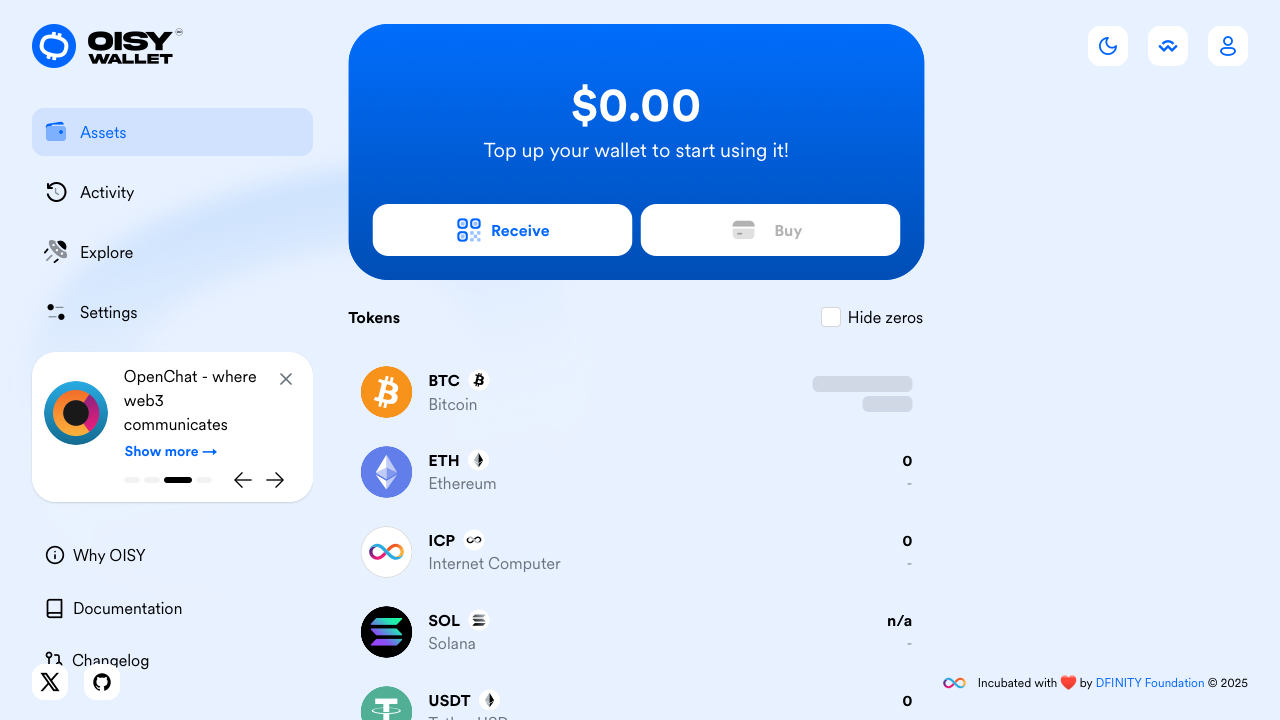 OISY
WALLET
Assets
Activity
Explore
Settings
OpenChat - where
web3
communicates
Show more →
Why OISY
Documentation
Changelog
$0.00
Top up your wallet to start using it!
Receive
Buy
Tokens
Hide zeros
BTC
Bitcoin
ETH
0
Ethereum
-
ICP
0
Internet Computer
-
SOL
n/a
Solana
-
USDT
0
Tether USD
Incubated with ❤️ by DFINITY Foundation © 2025